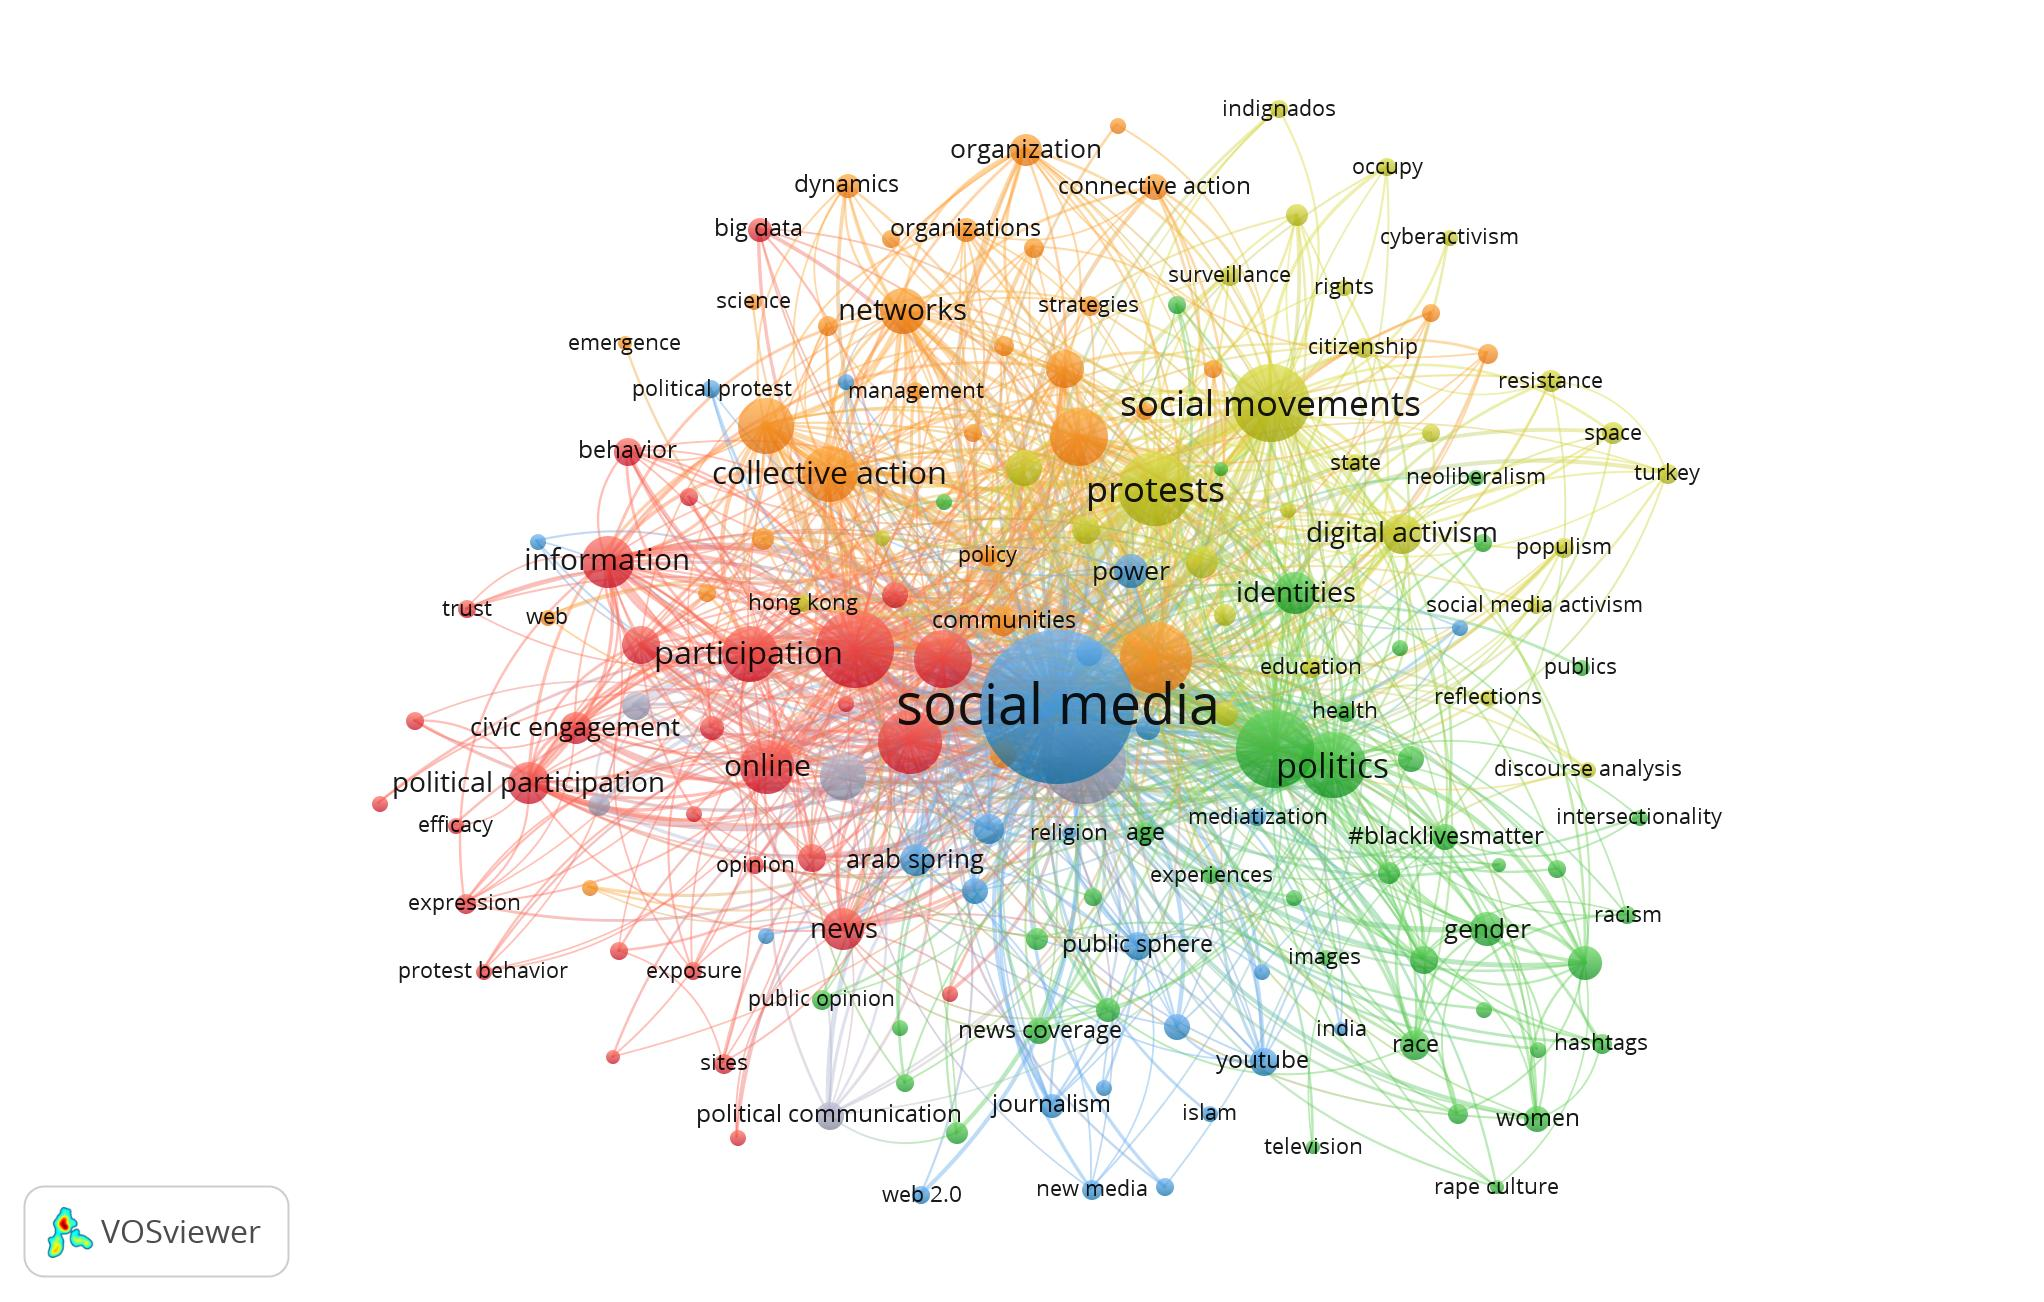 indignados
organization
occupy
dynamics
connective action
big data
organizations
cyberactivism
surveillance
rights
science
networks
strategies
emergence
citizenship
political protest
management
resistance
social movements
behavior
space
collective action
state
turkey
neoliberalism
protests
digital activism
information
policy
populism
power
identities
trust
web
hong kong
communities
social media activism
participation
education
publics
social media
health
reflections
civic engagement
online
politics
discourse analysis
political participation
efficacy
religion
age
mediatization
#blacklivesmatter
intersectionality
opinion
arab spring
experiences
expression
news
gender
racism
public sphere
images
protest behavior
exposure
public opinion
news coverage
india
race
hashtags
sites
youtube
political communication
journalism
islam
women
television
web 2.0
new media
rape culture
VOSviewer